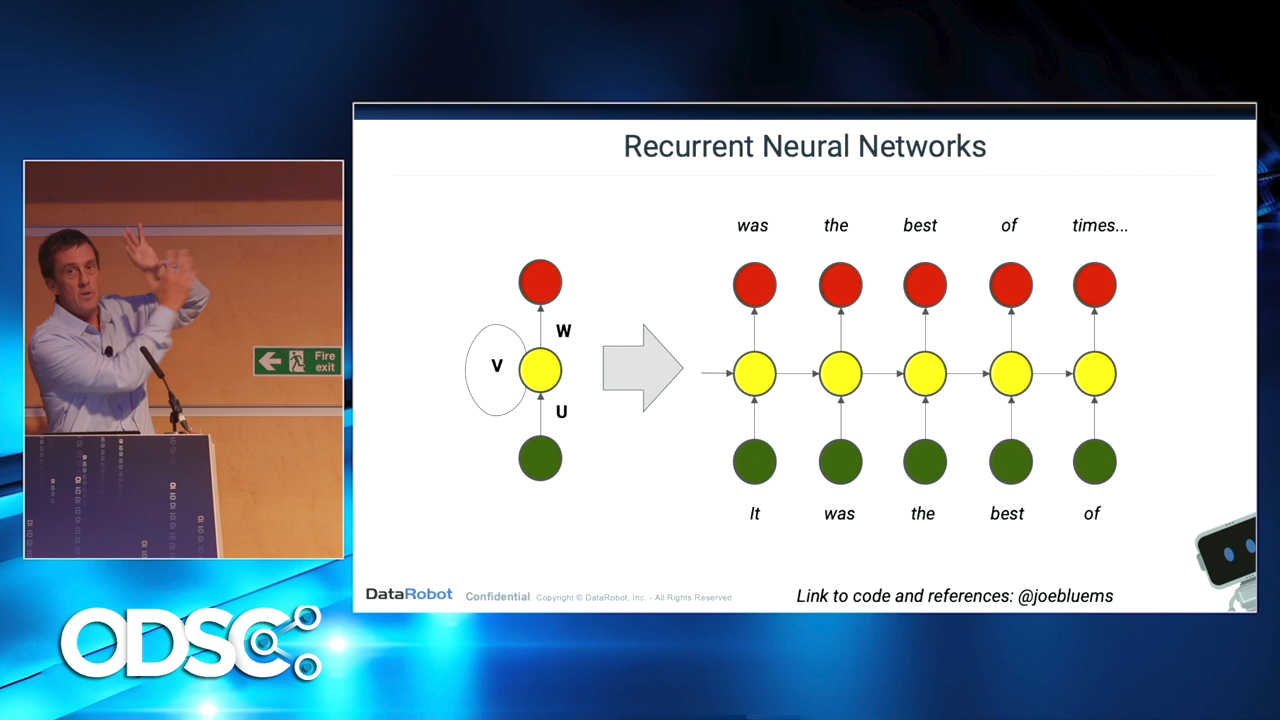 Recurrent Neural Networks
was the best of times...
W
V
U
It was the best of
DataRobot Confidential Copyright © DataRobot, Inc. - All Rights Reserved
Link to code and references: @joebluems
Fire
exit
ODSC